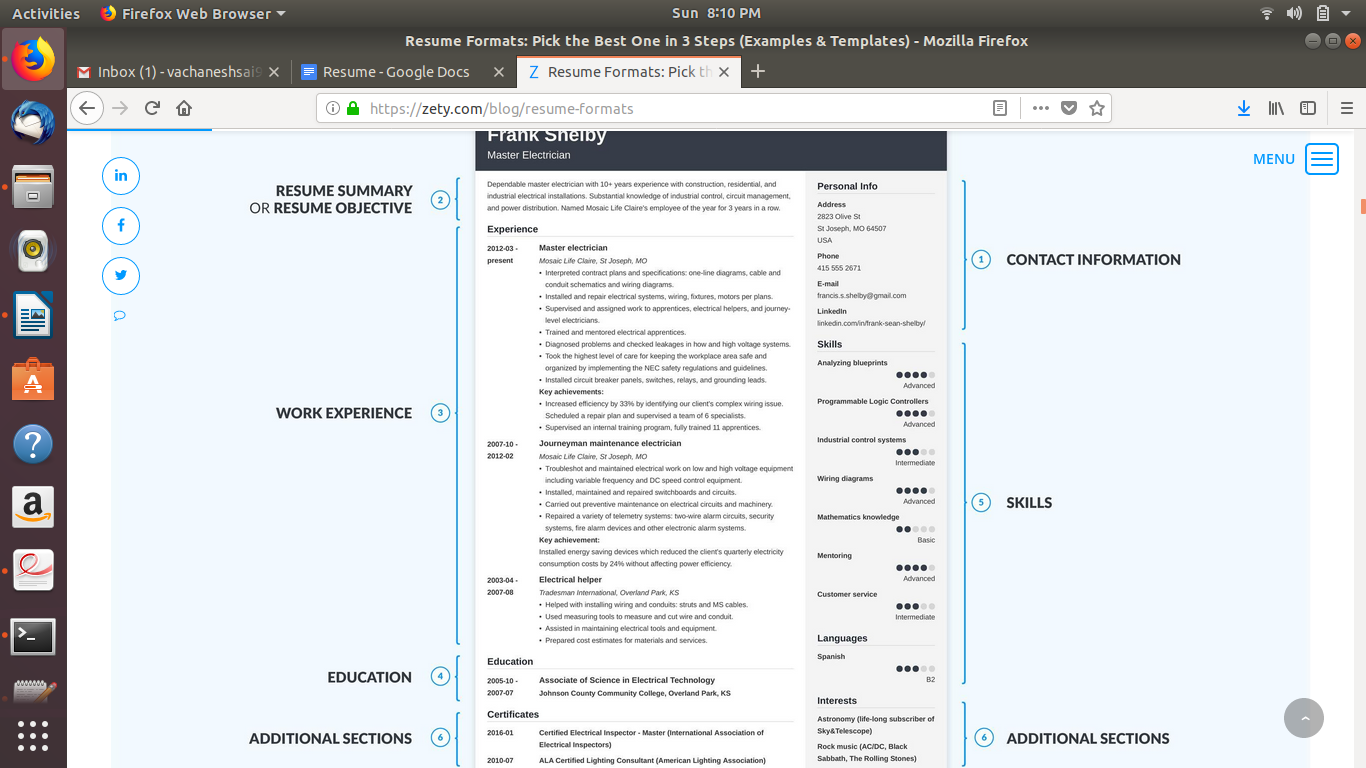 Activities
Firefox Web Browser
Sun 8:10 PM
Resume Formats: Pick the Best One in 3 Steps (Examples & Templates) - Mozilla Firefox
Inbox (1) - vachaneshsai
Resume - Google Docs
Resume Formats: Pick th
https://zety.com/blog/resume-formats
MENU
RESUME SUMMARY
OR RESUME OBJECTIVE
2
WORK EXPERIENCE
3
EDUCATION
4
ADDITIONAL SECTIONS
6
Frank Shelby
Master Electrician
Dependable master electrician with 10+ years experience with construction, residential, and
industrial electrical installations. Substantial knowledge of industrial control, circuit management,
and power distribution. Named Mosaic Life Claire's employee of the year for 3 years in a row.
Experience
2012-03 -
present
Master electrician
Mosaic Life Claire, St Joseph, MO
• Interpreted contract plans and specifications: one-line diagrams, cable and
conduit schematics and wiring diagrams.
• Installed and repair electrical systems, wiring, fixtures, motors per plans.
• Supervised and assigned work to apprentices, electrical helpers, and journey-
level electricians.
• Trained and mentored electrical apprentices.
• Diagnosed problems and checked leakages in how and high voltage systems.
• Took the highest level of care for keeping the workplace area safe and
organized by implementing the NEC safety regulations and guidelines.
• Installed circuit breaker panels, switches, relays, and grounding leads.
Key achievements:
• Increased efficiency by 33% by identifying our client's complex wiring issue.
Scheduled a repair plan and supervised a team of 6 specialists.
• Supervised an internal training program, fully trained 11 apprentices.
2007-10 -
2012-02
Journeyman maintenance electrician
Mosaic Life Claire, St Joseph, MO
• Troubleshot and maintained electrical work on low and high voltage equipment
including variable frequency and DC speed control equipment.
• Installed, maintained and repaired switchboards and circuits.
• Carried out preventive maintenance on electrical circuits and machinery.
• Repaired a variety of telemetry systems: two-wire alarm circuits, security
systems, fire alarm devices and other electronic alarm systems.
Key achievement:
Installed energy saving devices which reduced the client's quarterly electricity
consumption costs by 24% without affecting power efficiency.
2003-04 -
2007-08
Electrical helper
Tradesman International, Overland Park, KS
• Helped with installing wiring and conduits: struts and MS cables.
• Used measuring tools to measure and cut wire and conduit.
• Assisted in maintaining electrical tools and equipment.
• Prepared cost estimates for materials and services.
Education
2005-10 -
2007-07
Associate of Science in Electrical Technology
Johnson County Community College, Overland Park, KS
Certificates
2016-01
Certified Electrical Inspector - Master (International Association of
Electrical Inspectors)
2010-07
ALA Certified Lighting Consultant (American Lighting Association)
Personal Info
Address
2823 Olive St
St Joseph, MO 64507
USA
Phone
415 555 2671
E-mail
francis.s.shelby@gmail.com
LinkedIn
linkedin.com/in/frank-sean-shelby/
Skills
Analyzing blueprints
Advanced
Programmable Logic Controllers
Advanced
Industrial control systems
Intermediate
Wiring diagrams
Advanced
Mathematics knowledge
Basic
Mentoring
Advanced
Customer service
Intermediate
Languages
Spanish
B2
Interests
Astronomy (life-long subscriber of
Sky&Telescope)
Rock music (AC/DC, Black
Sabbath, The Rolling Stones)
1
CONTACT INFORMATION
5
SKILLS
6
ADDITIONAL SECTIONS